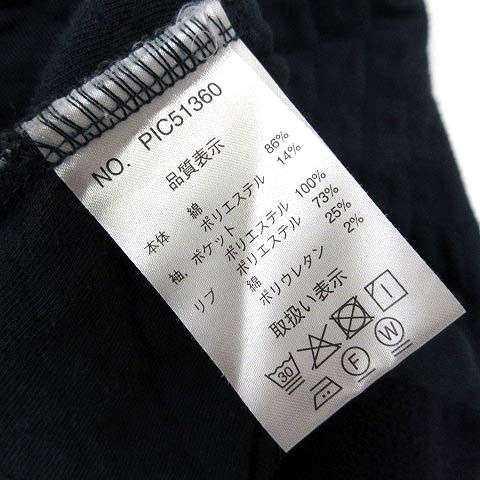 NO. PIC51360
品質表示
本体 綿 86%
ポリエステル 14%
袖,ポケット
ポリエステル 100%
リブ ポリエステル 73%
綿 25%
ポリウレタン 2%
取扱い表示
30
F W